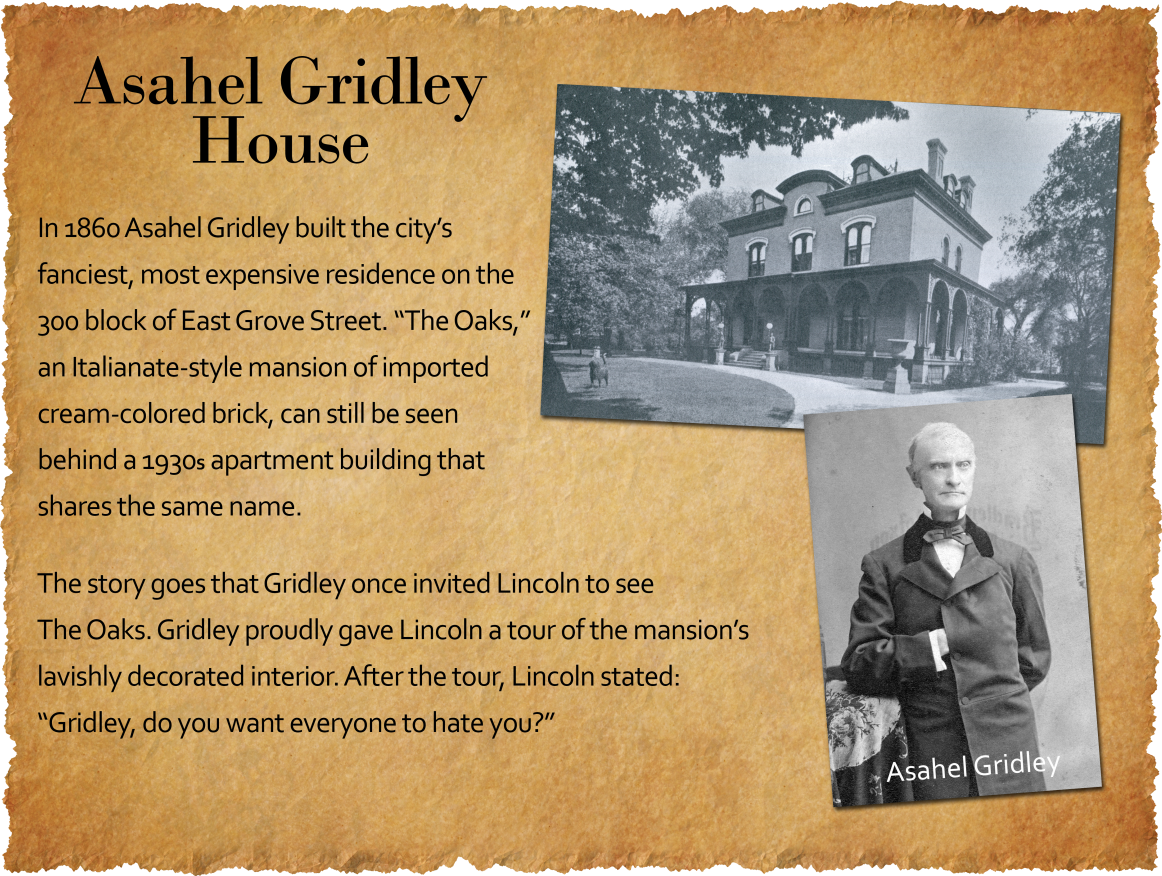 Asahel Gridley
House
In 1860 Asahel Gridley built the city's
fanciest, most expensive residence on the
300 block of East Grove Street. “The Oaks,”
an Italianate-style mansion of imported
cream-colored brick, can still be seen
behind a 1930s apartment building that
shares the same name.
The story goes that Gridley once invited Lincoln to see
The Oaks. Gridley proudly gave Lincoln a tour of the mansion's
lavishly decorated interior. After the tour, Lincoln stated:
“Gridley, do you want everyone to hate you?”
Asahel Gridley